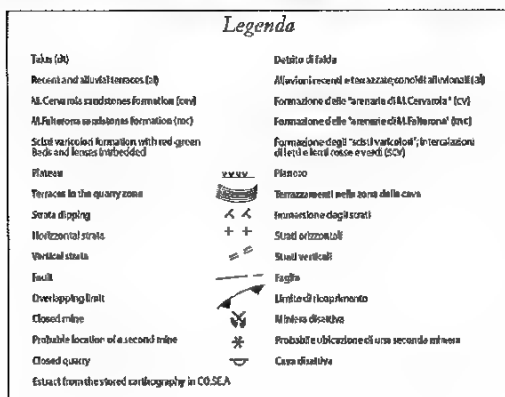 Legenda
Talus (dt) Detrito di falda
Recent and alluvial terraces (al) Alluvioni recenti e terrazzate; conoidi alluvionali (al)
M. Cervarola sandstones formation (cev) Formazione delle "arenarie di M. Cervarola" (cv)
M. Falterona sandstones formation (mc) Formazione delle "arenarie di M. Falterona" (mc)
Scisti varicolori formation with red-green Formazione degli "scisti varicolori"; intercalazioni
Beds and lenses interbedded di letti e lenti rosse e verdi (scv)
Plateau Pianoro
Terraces in the quarry zone Terrazzamenti nella zona della cava
Strata dipping Immersione degli strati
Horizontal strata Strati orizzontali
Vertical strata Strati verticali
Fault Faglia
Overlapping limit Limite di ricoprimento
Closed mine Miniera disattiva
Probable location of a second mine Probabile ubicazione di una seconda miniera
Closed quarry Cava disattiva
Extract from the stored carthography in CO.SE.A